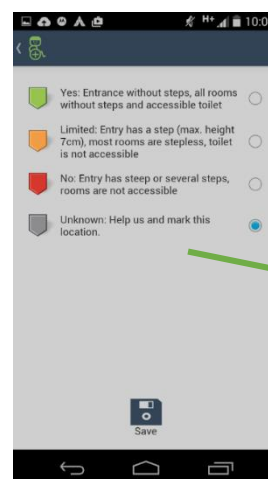 H+ 10:0
Yes: Entrance without steps, all rooms
without steps and accessible toilet
Limited: Entry has a step (max. height
7cm), most rooms are stepless, toilet
is not accessible
No: Entry has steep or several steps,
rooms are not accessible
Unknown: Help us and mark this
location.
Save